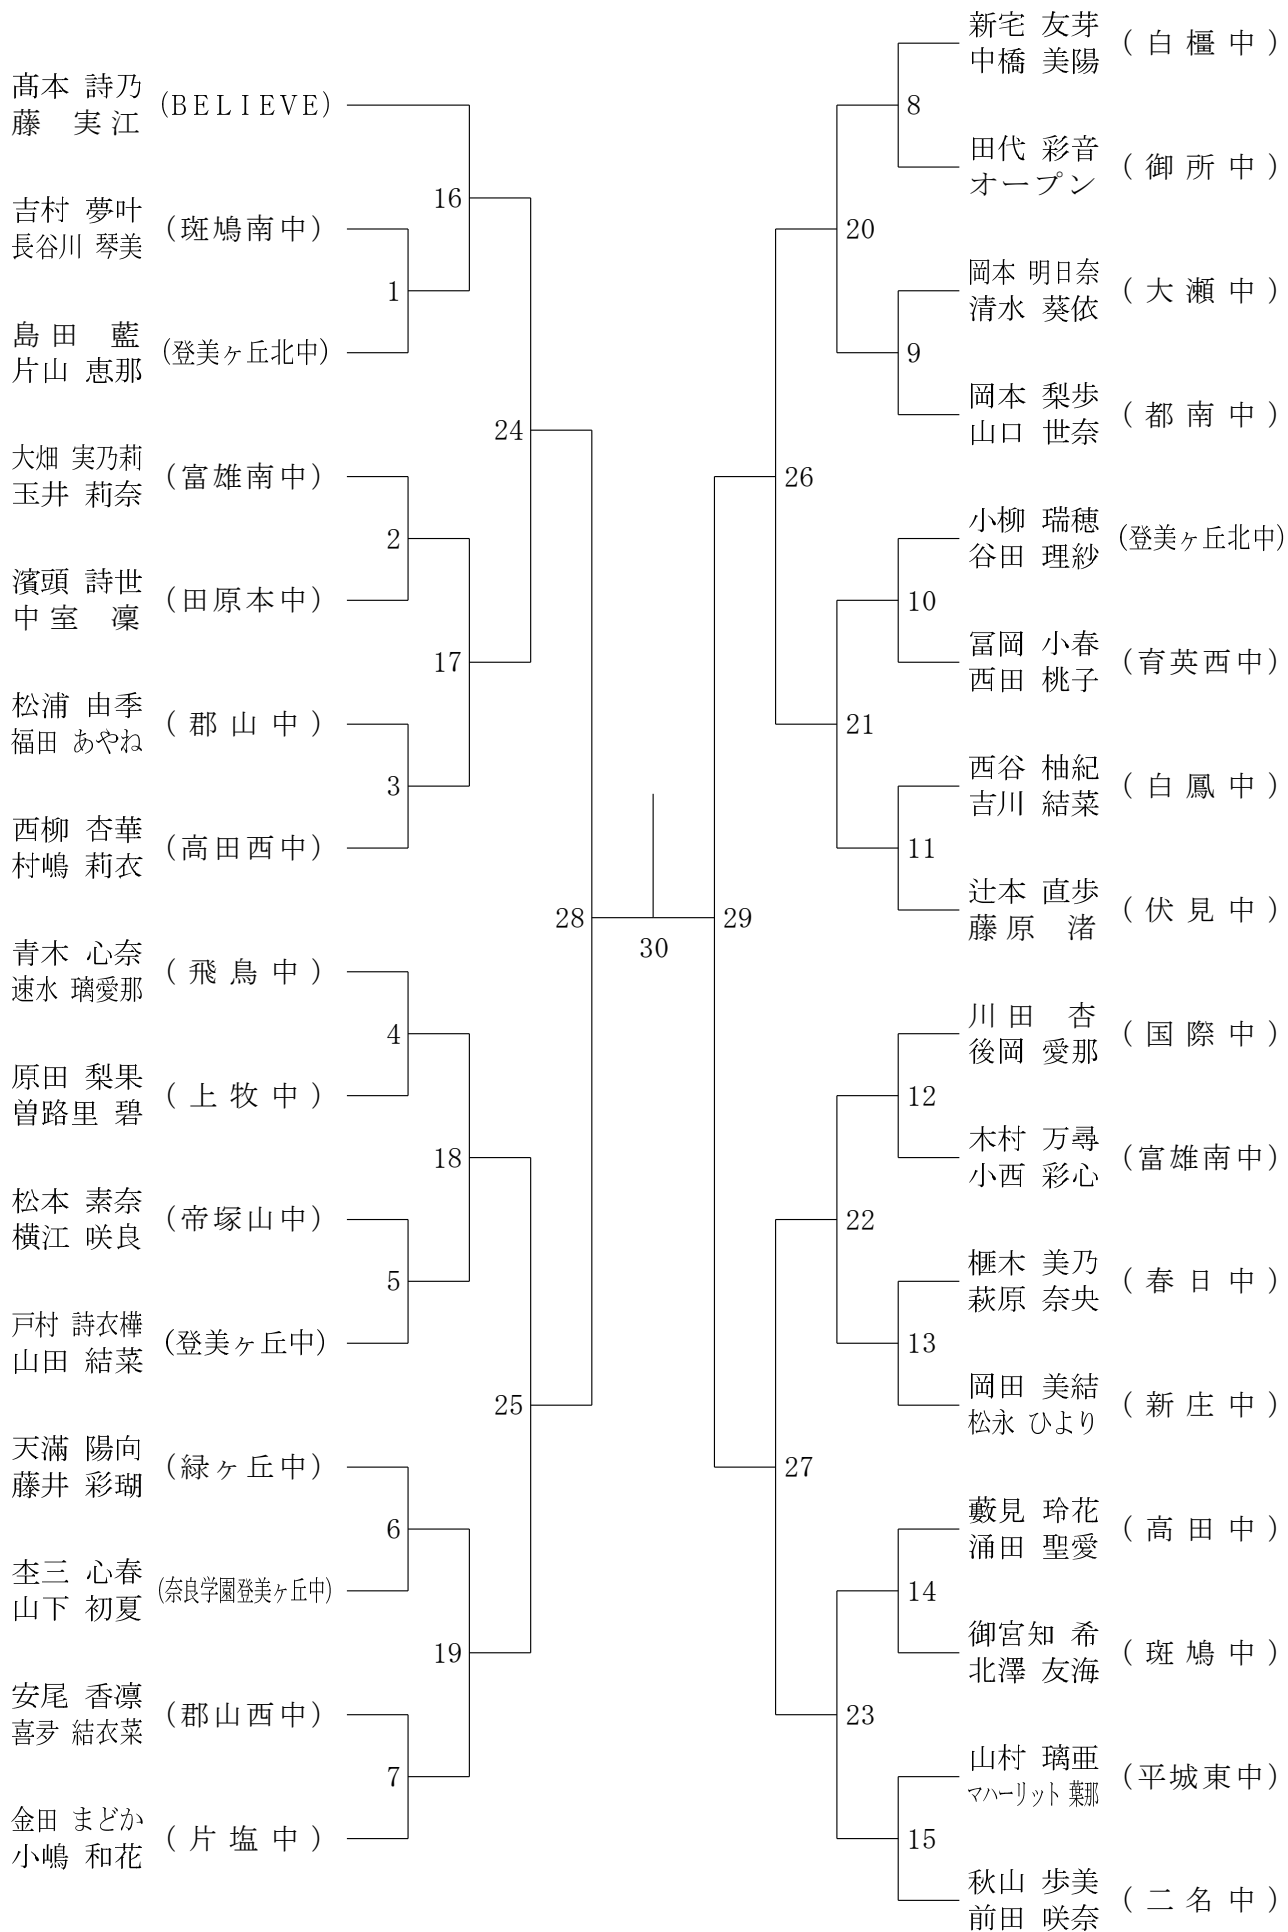 髙本 詩乃
藤 実江
(BELIEVE)
吉村 夢叶
長谷川 琴美
(斑鳩南中)
島田 藍
片山 恵那
(登美ヶ丘北中)
大畑 実乃莉
玉井 莉奈
(富雄南中)
濱頭 詩世
中室 凜
(田原本中)
松浦 由季
福田 あやね
(郡山中)
西柳 杏華
村嶋 莉衣
(高田西中)
青木 心奈
速水 璃愛那
(飛鳥中)
原田 梨果
曽路里 碧
(上牧中)
松本 素奈
横江 咲良
(帝塚山中)
戸村 詩衣樺
山田 結菜
(登美ヶ丘中)
天満 陽向
藤井 彩瑚
(緑ヶ丘中)
杢三 心春
山下 初夏
(奈良学園登美ヶ丘中)
安尾 香凛
喜夛 結衣菜
(郡山西中)
金田 まどか
小嶋 和花
(片塩中)
1
2
3
4
5
6
7
16
17
18
19
24
25
28
30
29
26
27
20
21
22
23
8
9
10
11
12
13
14
15
新宅 友芽
中橋 美陽
(白橿中)
田代 彩音
オープン
(御所中)
岡本 明日奈
清水 葵依
(大瀬中)
岡本 梨歩
山口 世奈
(都南中)
小柳 瑞穂
谷田 理紗
(登美ヶ丘北中)
冨岡 小春
西田 桃子
(育英西中)
西谷 柚紀
吉川 結菜
(白鳳中)
辻本 直歩
藤原 渚
(伏見中)
川田 杏
後岡 愛那
(国際中)
木村 万尋
小西 彩心
(富雄南中)
榧木 美乃
萩原 奈央
(春日中)
岡田 美結
松永 ひより
(新庄中)
藪見 玲花
涌田 聖愛
(高田中)
御宮知 希
北澤 友海
(斑鳩中)
山村 璃亜
マハーリット 葉那
(平城東中)
秋山 歩美
前田 咲奈
(二名中)